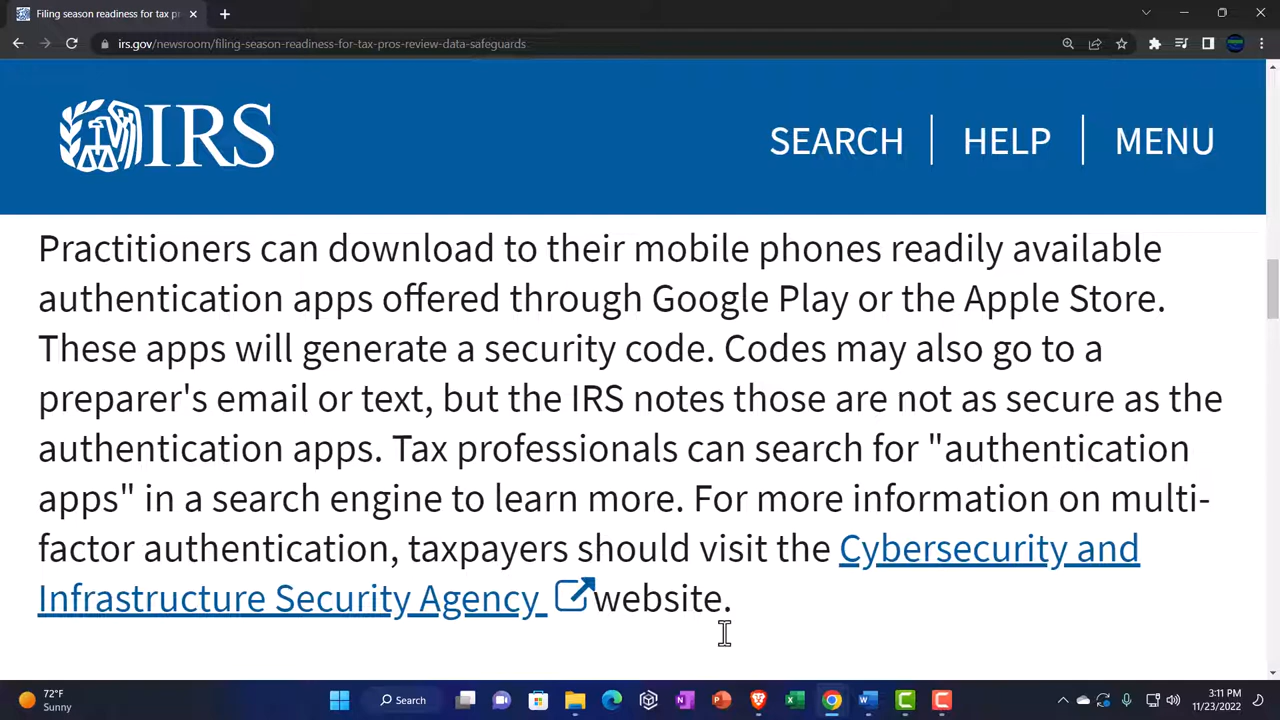 Filing season readiness for tax p
irs.gov/newsroom/filing-season-readiness-for-tax-pros-review-data-safeguards
IRS
SEARCH
HELP
MENU
Practitioners can download to their mobile phones readily available
authentication apps offered through Google Play or the Apple Store.
These apps will generate a security code. Codes may also go to a
preparer's email or text, but the IRS notes those are not as secure as the
authentication apps. Tax professionals can search for "authentication
apps" in a search engine to learn more. For more information on multi-
factor authentication, taxpayers should visit the Cybersecurity and
Infrastructure Security Agency website.
72°F
Sunny
Search
3:11 PM
11/23/2022